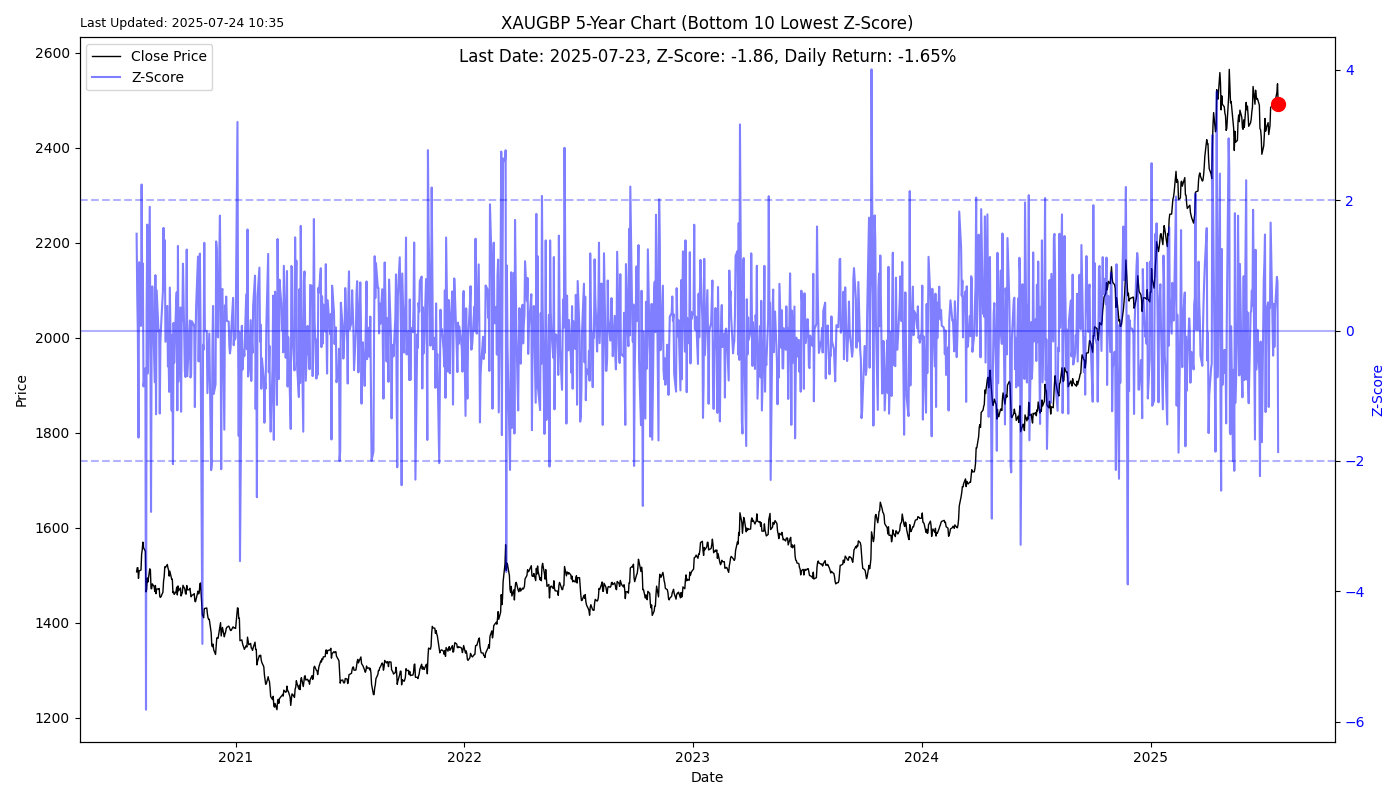 Last Updated: 2025-07-24 10:35
XAUGBP 5-Year Chart (Bottom 10 Lowest Z-Score)
Last Date: 2025-07-23, Z-Score: -1.86, Daily Return: -1.65%
Close Price
Z-Score
2600
2400
2200
2000
1800
1600
1400
1200
Price
4
2
0
−2
−4
−6
Z-Score
2021
2022
2023
2024
2025
Date